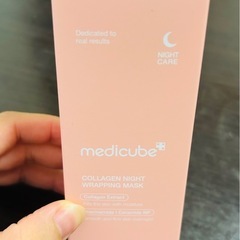 Dedicated to
real results.
NIGHT
CARE
medicube
COLLAGEN NIGHT
WRAPPING MASK
Collagen Extract